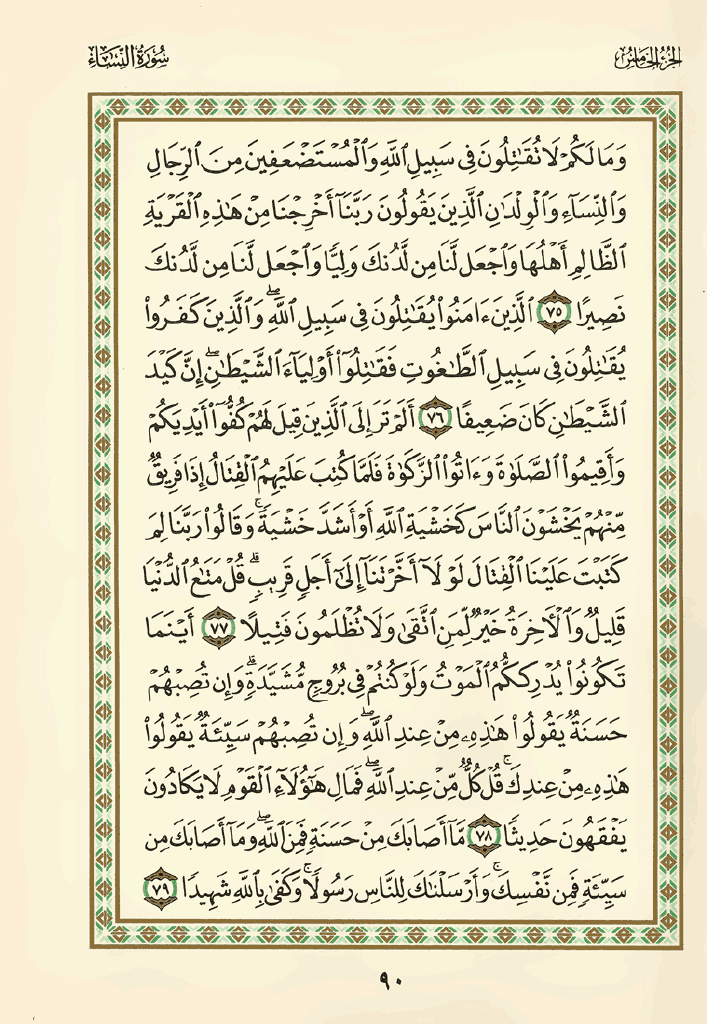 الجزء الخامس
سورة النساء
وَمَا لَكُمْ لَا تُقَـٰتِلُونَ فِى سَبِيلِ ٱللَّهِ وَٱلْمُسْتَضْعَفِينَ مِنَ ٱلرِّجَالِ
وَٱلنِّسَآءِ وَٱلْوِلْدَٰنِ ٱلَّذِينَ يَقُولُونَ رَبَّنَآ أَخْرِجْنَا مِنْ هَـٰذِهِ ٱلْقَرْيَةِ
ٱلظَّالِمِ أَهْلُهَا وَٱجْعَل لَّنَا مِن لَّدُنكَ وَلِيًّا وَٱجْعَل لَّنَا مِن لَّدُنكَ
نَصِيرًا ٧٥ ٱلَّذِينَ ءَامَنُوا۟ يُقَـٰتِلُونَ فِى سَبِيلِ ٱللَّهِ ۖ وَٱلَّذِينَ كَفَرُوا۟
يُقَـٰتِلُونَ فِى سَبِيلِ ٱلطَّـٰغُوتِ فَقَـٰتِلُوٓا۟ أَوْلِيَآءَ ٱلشَّيْطَـٰنِ ۖ إِنَّ كَيْدَ
ٱلشَّيْطَـٰنِ كَانَ ضَعِيفًا ٧٦ أَلَمْ تَرَ إِلَى ٱلَّذِينَ قِيلَ لَهُمْ كُفُّوٓا۟ أَيْدِيَكُمْ
وَأَقِيمُوا۟ ٱلصَّلَوٰةَ وَءَاتُوا۟ ٱلزَّكَوٰةَ فَلَمَّا كُتِبَ عَلَيْهِمُ ٱلْقِتَالُ إِذَا فَرِيقٌ
مِّنْهُمْ يَخْشَوْنَ ٱلنَّاسَ كَخَشْيَةِ ٱللَّهِ أَوْ أَشَدَّ خَشْيَةً ۚ وَقَالُوا۟ رَبَّنَا لِمَ
كَتَبْتَ عَلَيْنَا ٱلْقِتَالَ لَوْلَآ أَخَّرْتَنَآ إِلَىٰٓ أَجَلٍ قَرِيبٍ ۗ قُلْ مَتَـٰعُ ٱلدُّنْيَا
قَلِيلٌ وَٱلْـَٔاخِرَةُ خَيْرٌ لِّمَنِ ٱتَّقَىٰ وَلَا تُظْلَمُونَ فَتِيلًا ٧٧ أَيْنَمَا
تَكُونُوا۟ يُدْرِككُّمُ ٱلْمَوْتُ وَلَوْ كُنتُمْ فِى بُرُوجٍ مُّشَيَّدَةٍ ۗ وَإِن تُصِبْهُمْ
حَسَنَةٌ يَقُولُوا۟ هَـٰذِهِۦ مِنْ عِندِ ٱللَّهِ ۖ وَإِن تُصِبْهُمْ سَيِّئَةٌ يَقُولُوا۟
هَـٰذِهِۦ مِنْ عِندِكَ ۚ قُلْ كُلٌّ مِّنْ عِندِ ٱللَّهِ ۖ فَمَالِ هَـٰٓؤُلَآءِ ٱلْقَوْمِ لَا يَكَادُونَ
يَفْقَهُونَ حَدِيثًا ٧٨ مَّآ أَصَابَكَ مِنْ حَسَنَةٍ فَمِنَ ٱللَّهِ ۖ وَمَآ أَصَابَكَ مِن
سَيِّئَةٍ فَمِن نَّفْسِكَ ۚ وَأَرْسَلْنَـٰكَ لِلنَّاسِ رَسُولًا ۚ وَكَفَىٰ بِٱللَّهِ شَهِيدًا ٧٩
٩٠